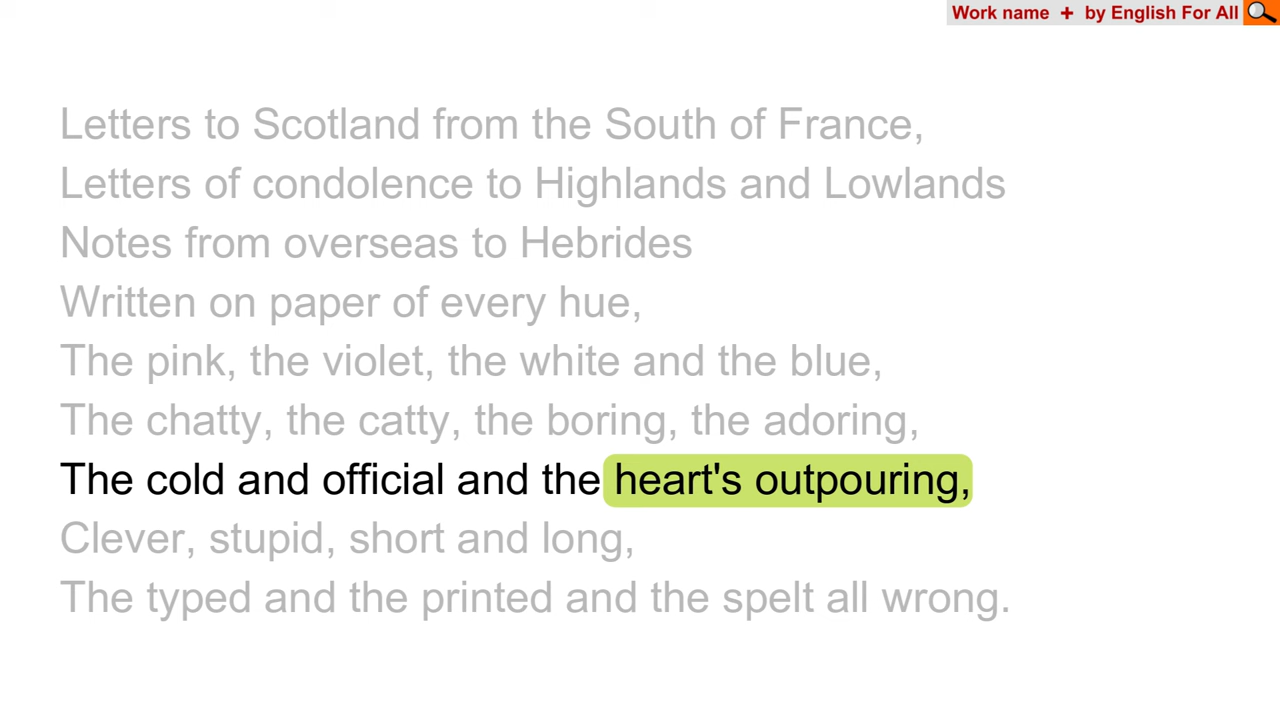 Work name + by English For All
Letters to Scotland from the South of France,
Letters of condolence to Highlands and Lowlands
Notes from overseas to Hebrides
Written on paper of every hue,
The pink, the violet, the white and the blue,
The chatty, the catty, the boring, the adoring,
The cold and official and the heart's outpouring,
Clever, stupid, short and long,
The typed and the printed and the spelt all wrong.